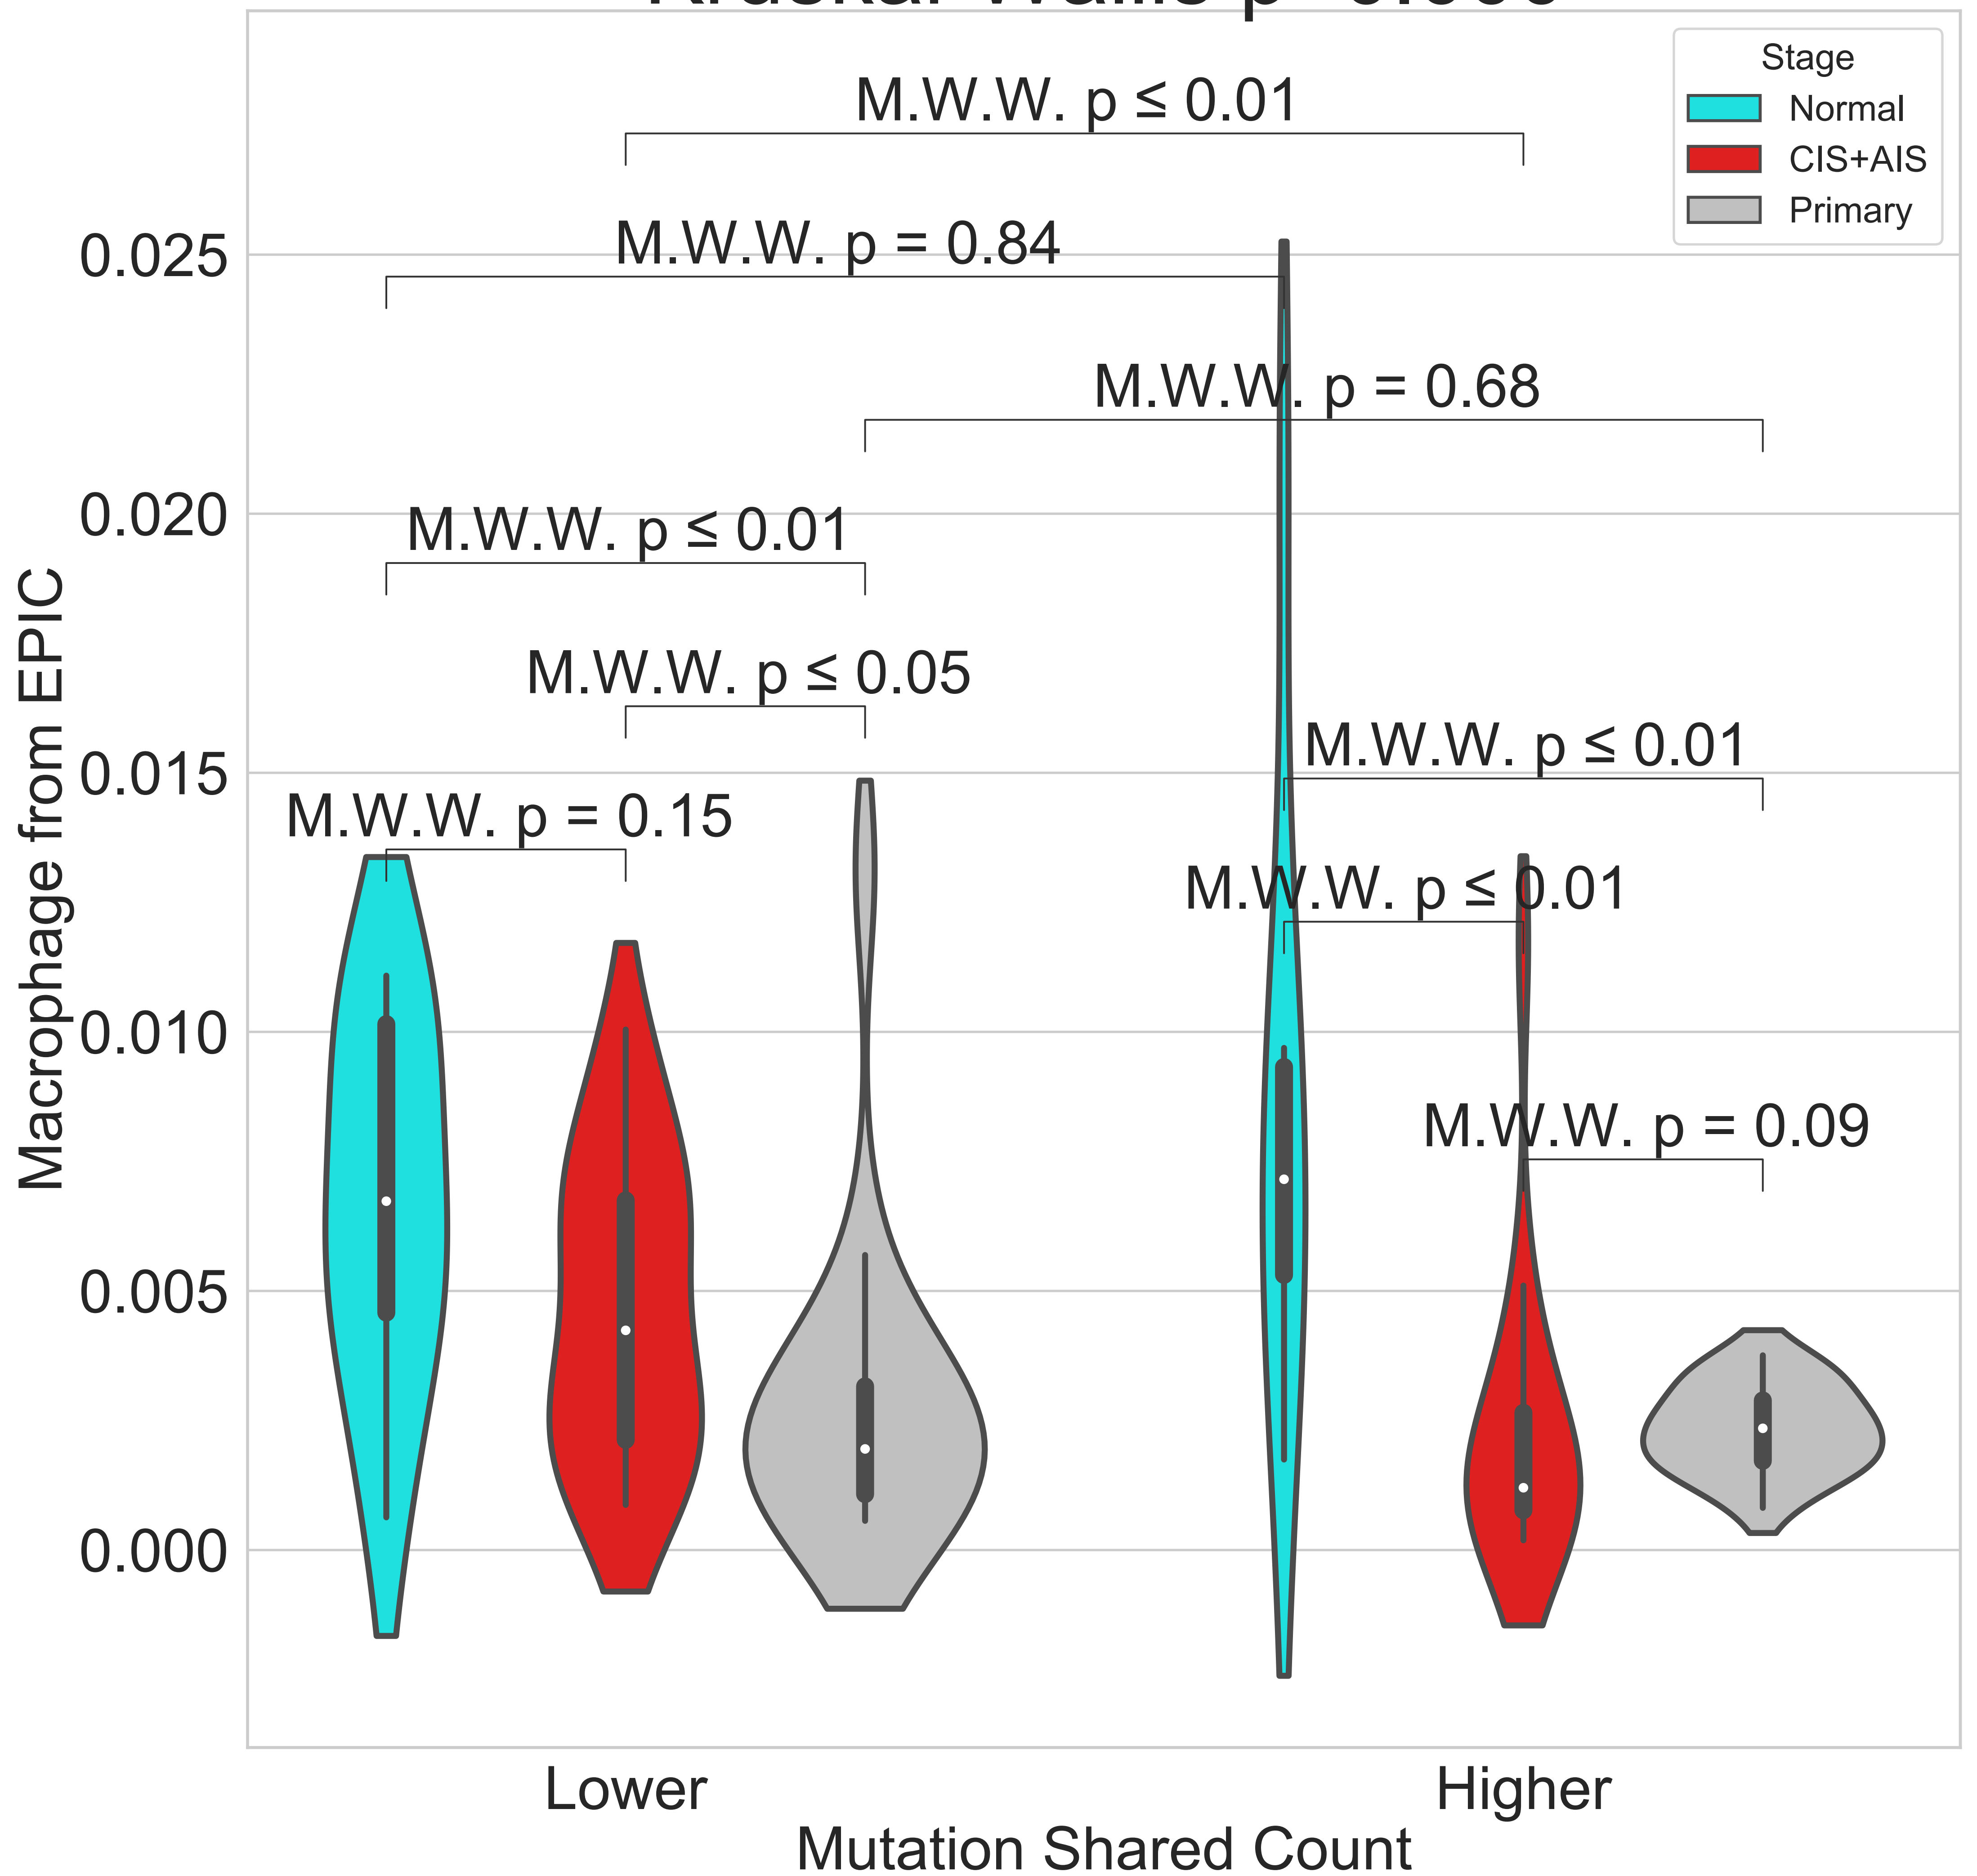 Stage
Normal
CIS+AIS
Primary
M.W.W. p ≤ 0.01
M.W.W. p = 0.84
M.W.W. p = 0.68
M.W.W. p ≤ 0.01
M.W.W. p ≤ 0.05
M.W.W. p ≤ 0.01
M.W.W. p = 0.15
M.W.W. p ≤ 0.01
M.W.W. p = 0.09
0.025
0.020
0.015
0.010
0.005
0.000
Macrophage from EPIC
Lower
Higher
Mutation Shared Count